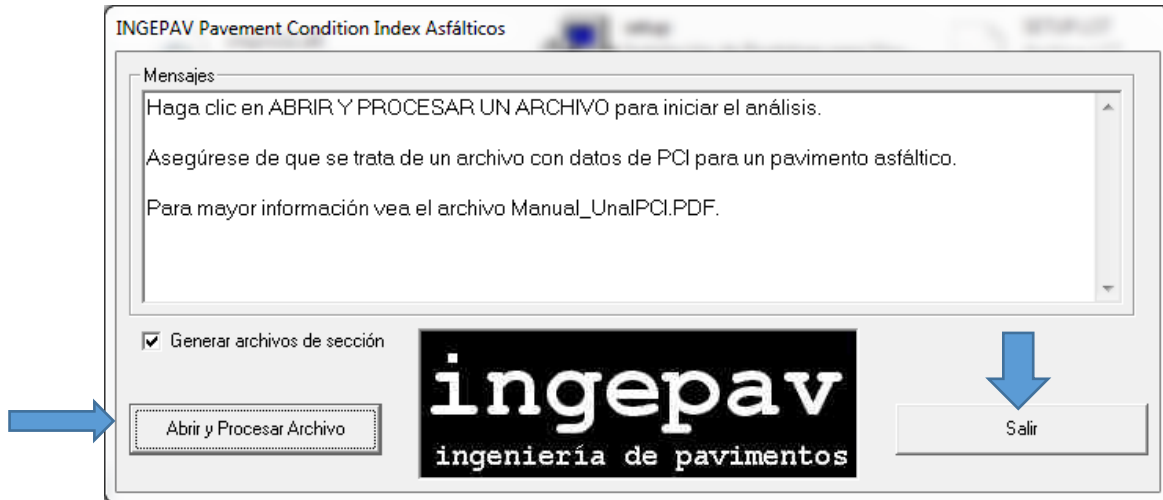 INGEPAV Pavement Condition Index Asfálticos
Mensajes
Haga clic en ABRIR Y PROCESAR UN ARCHIVO para iniciar el análisis.
Asegúrese de que se trata de un archivo con datos de PCI para un pavimento asfáltico.
Para mayor información vea el archivo Manual_UnalPCI.PDF.
Generar archivos de sección
ingepav
ingeniería de pavimentos
Abrir y Procesar Archivo
Salir